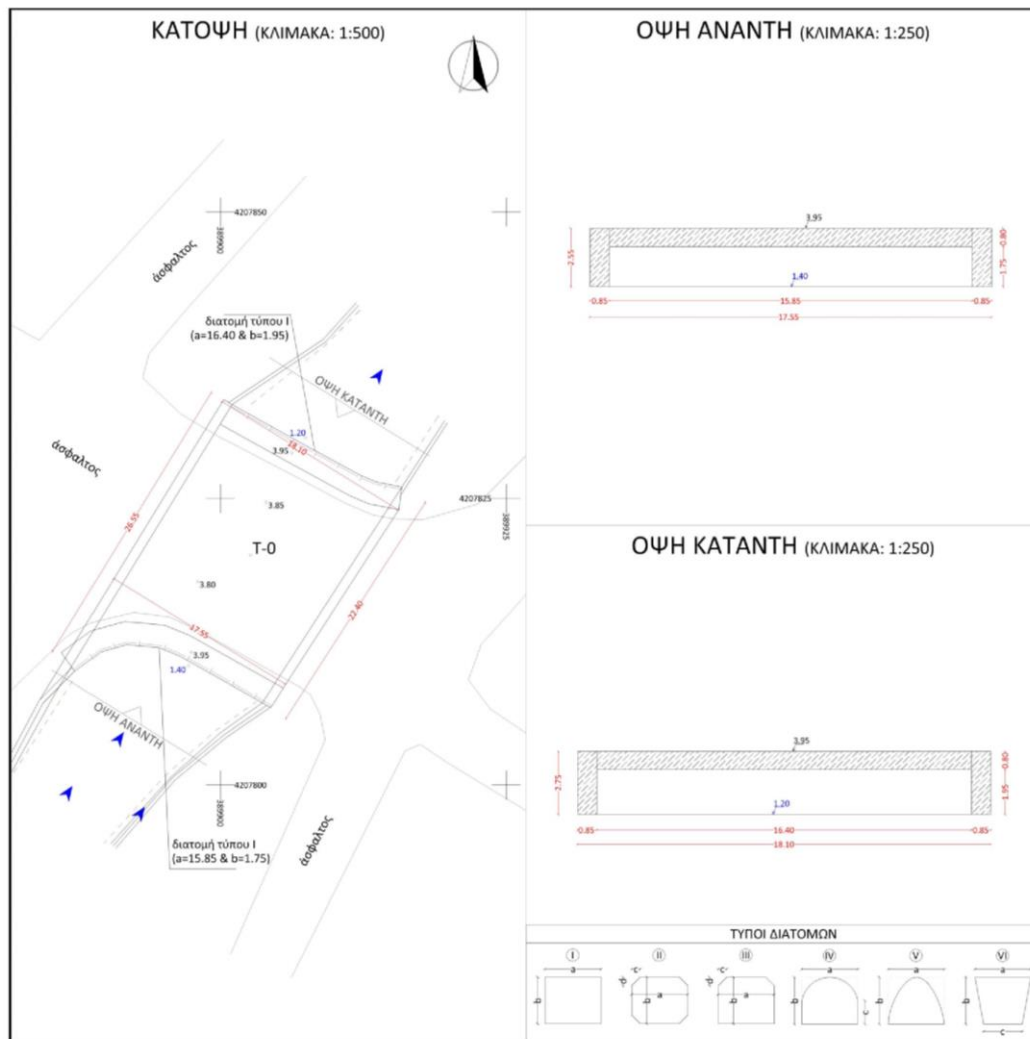 ΚΑΤΟΨΗ (ΚΛΙΜΑΚΑ: 1:500)
4207850
389900
άσφαλτος
διατομή τύπου I
(a=16.40 & b=1.95)
ΟΨΗ ΚΑΤΑΝΤΗ
1.20
18.10
3.95
άσφαλτος
3.85
4207825
389925
26.55
T-0
3.80
22.40
17.55
3.95
1.40
ΟΨΗ ΑΝΑΝΤΗ
4207800
389900
διατομή τύπου I
(a=15.85 & b=1.75)
άσφαλτος
ΟΨΗ ΑΝΑΝΤΗ (ΚΛΙΜΑΚΑ: 1:250)
3.95
2.55
0.80
1.75
1.40
0.85 15.85 0.85
17.55
ΟΨΗ ΚΑΤΑΝΤΗ (ΚΛΙΜΑΚΑ: 1:250)
3.95
2.75
0.80
1.95
1.20
0.85 16.40 0.85
18.10
ΤΥΠΟΙ ΔΙΑΤΟΜΩΝ
I II III IV V VI
a c c a a a
b b a b a b b b
c c